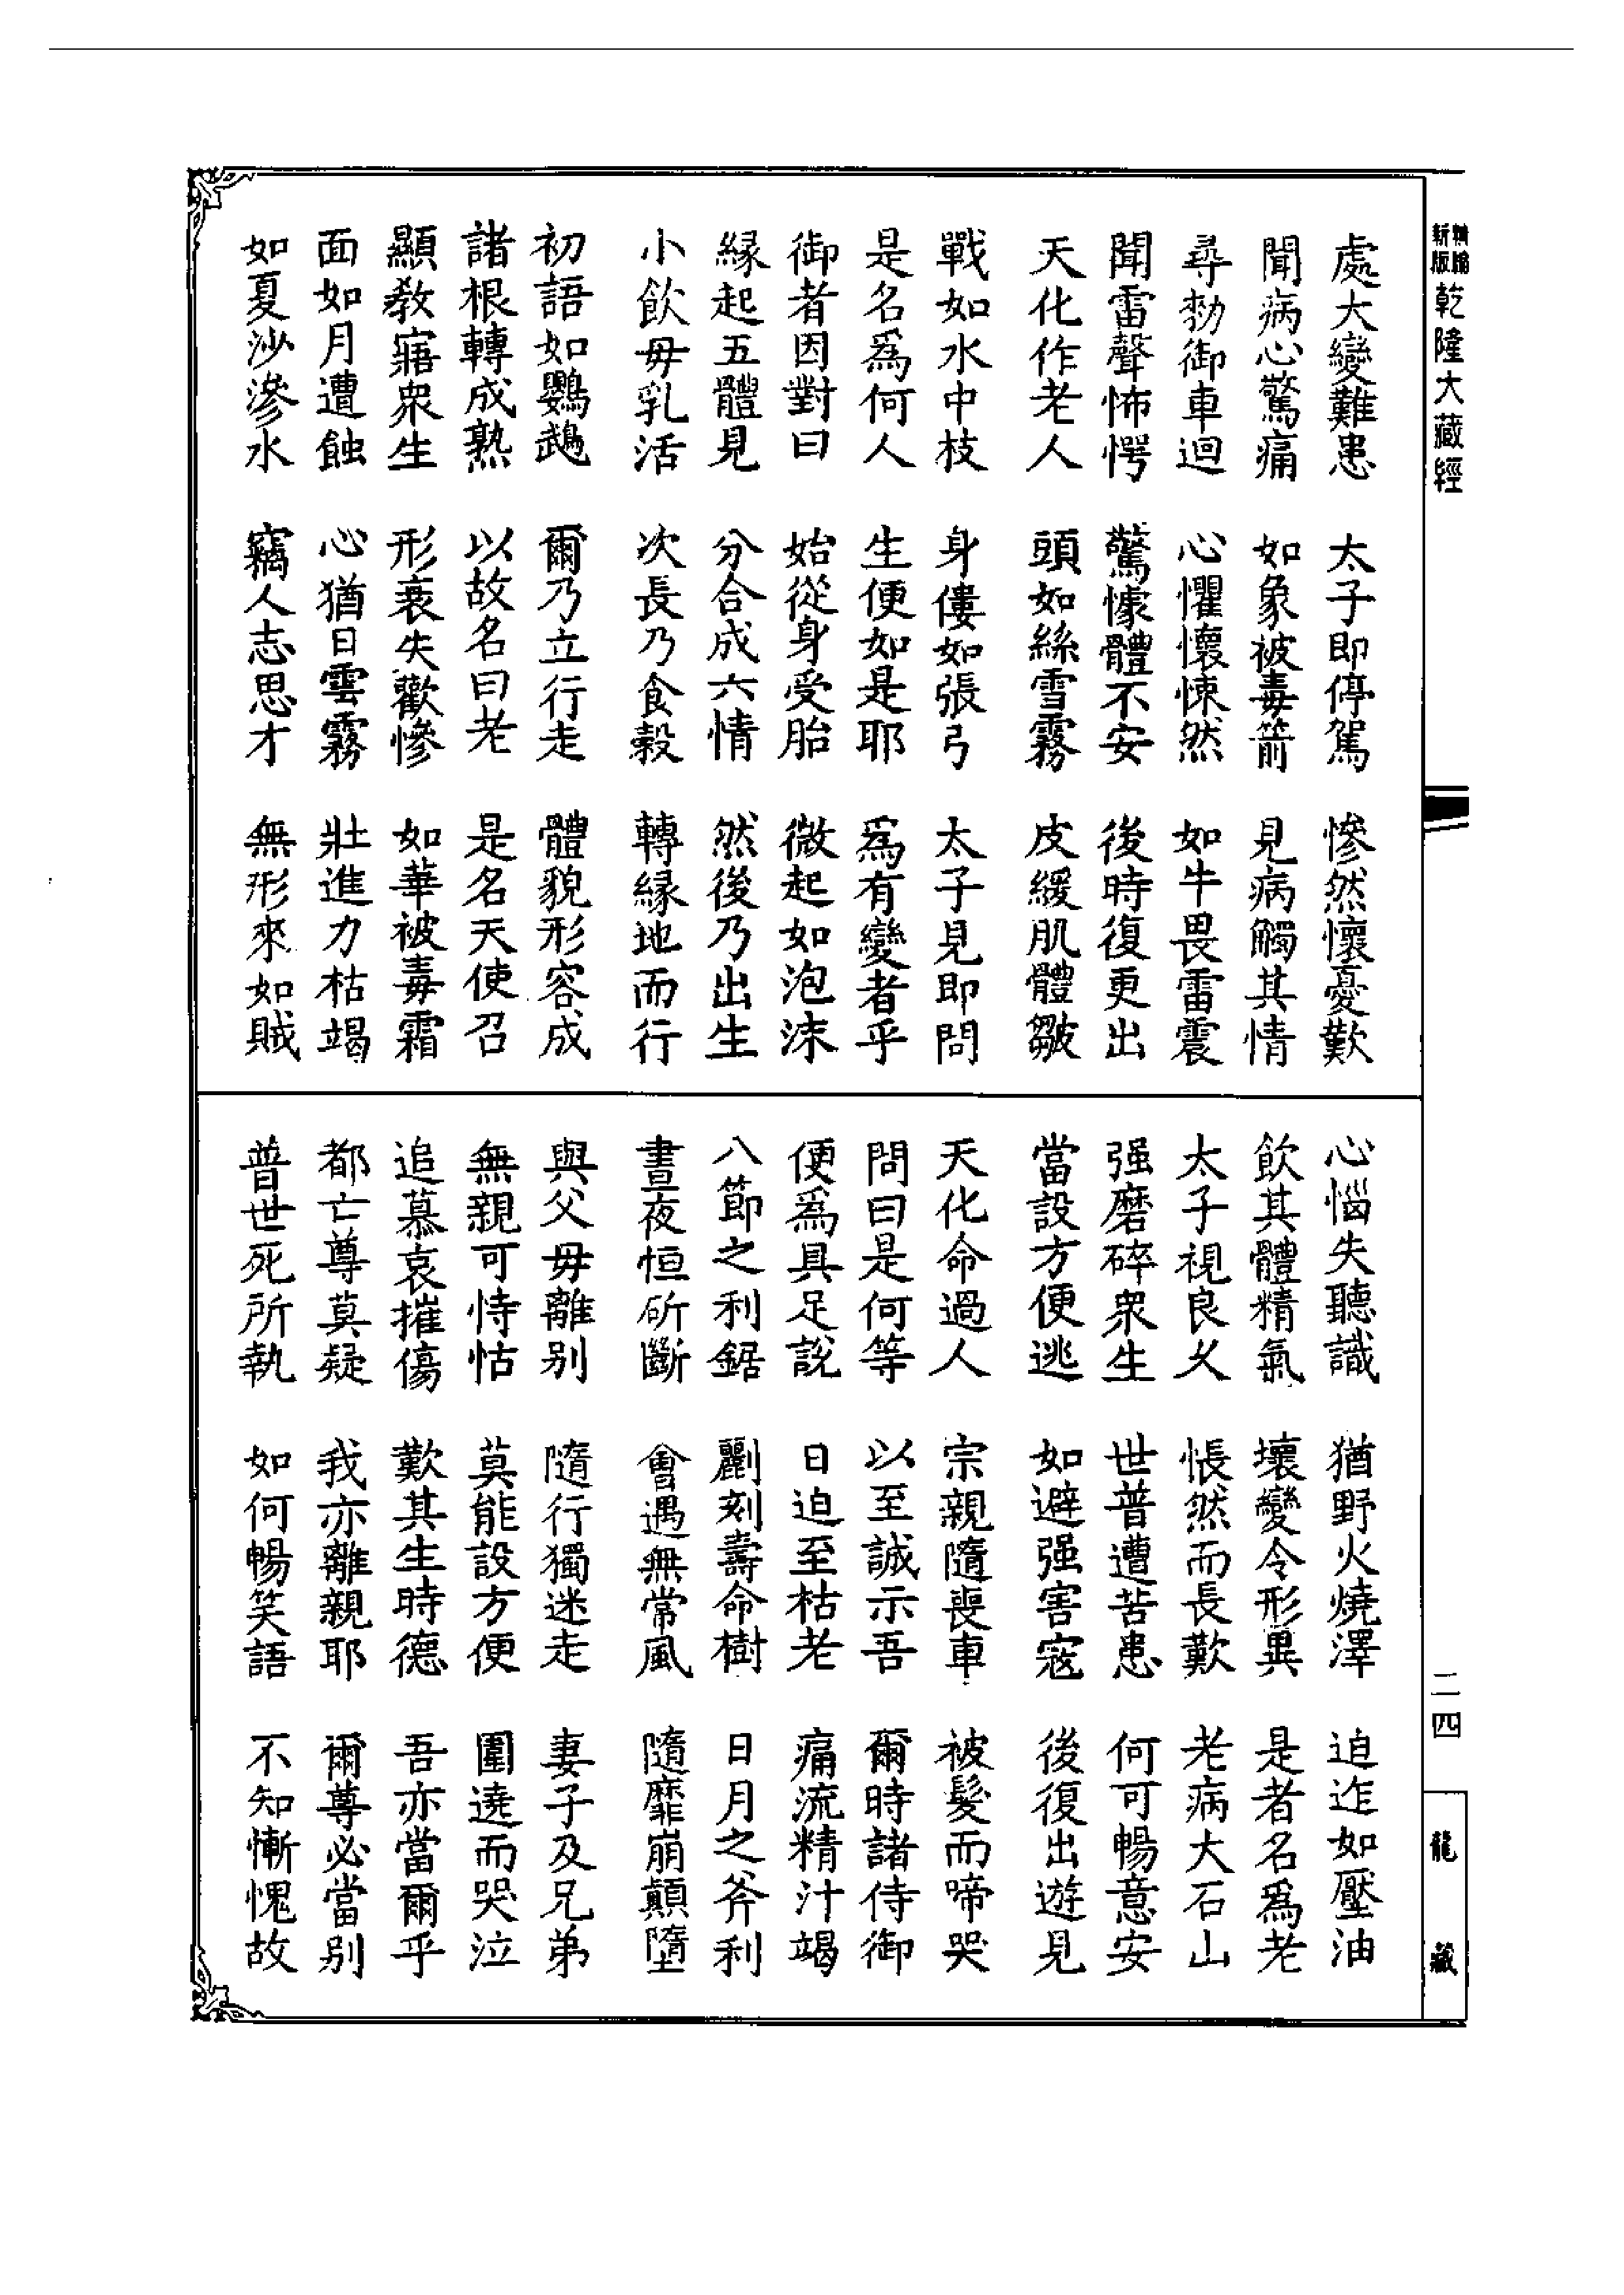 新編
新版
乾隆大藏經
處大變難患 太子即停駕 慘然懷憂歎
聞病心驚痛 如象被毒箭 見病觸其情
尋勑御車迴 心懼懷悚然 如牛畏雷震
聞雷聲怖愕 驚懅體不安 後時復更出
天化作老人 頭如絲雪霧 皮緩肌體皺
戰如水中枝 身僂如張弓 太子見即問
是名爲何人 生便如是耶 爲有變者乎
御者因對曰 始從身受胎 微起如泡沫
緣起五體見 分合成六情 然後乃出生
小飲母乳活 次長乃食穀 轉緣地而行
初語如鸚鵡 爾乃立行走 體貌形容成
諸根轉成熟 以故名曰老 是名天使召
顯教寤衆生 形衰失歡慘 如華被毒霜
面如月遭蝕 心猶日雲霧 壯進力枯竭
如夏沙滲水 竊人志思才 無形來如賊
心惱失聽識 猶野火燒澤 迫迮如壓油
飲其體精氣 壞變令形異 是者名爲老
太子視良久 悵然而長歎 老病大石山
强磨碎衆生 世普遭苦患 何可暢意安
當設方便逃 如避强害寇 後復出遊見
天化命過人 宗親隨喪車 被髮而啼哭
問曰是何等 以至誠示吾 爾時諸侍御
便爲具足說 日迫至枯老 痛流精汁竭
八節之利鋸 劚刻壽命樹 日月之斧利
晝夜恒斫斷 會遇無常風 隨靡崩顛墮
與父母離別 隨行獨迷走 妻子及兄弟
無親可恃怙 莫能設方便 圍遶而哭泣
追慕哀摧傷 歎其生時德 吾亦當爾乎
都亡尊莫疑 我亦離親耶 爾尊必當別
普世死所執 如何暢笑語 不知慚愧故
二四
龍藏